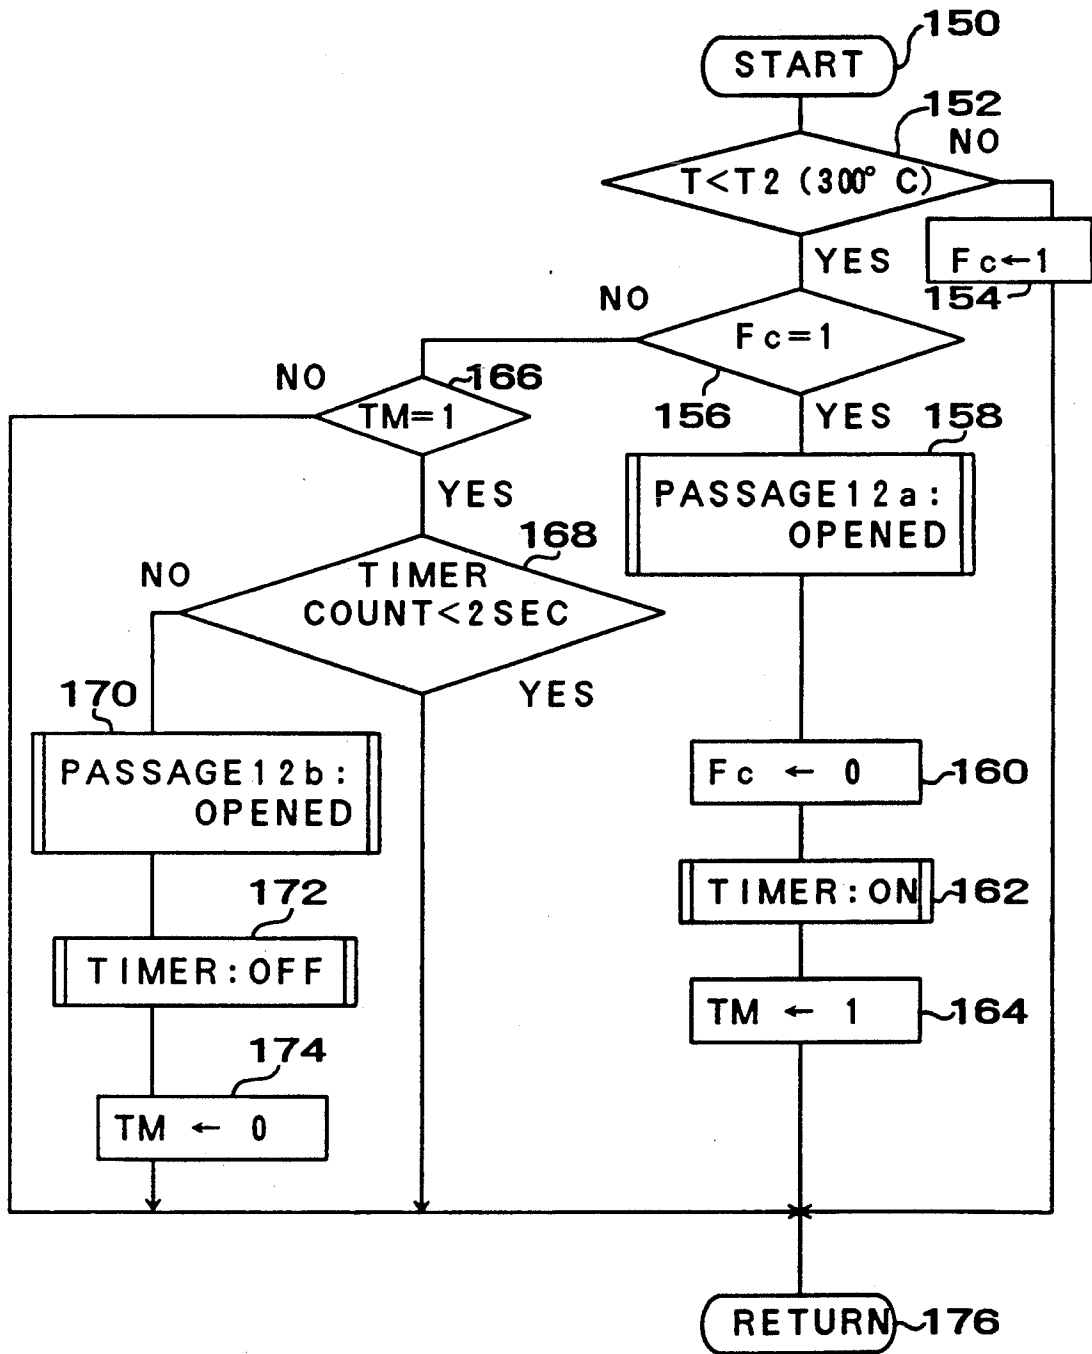 150
START
152
NO
T<T2 (300° C)
YES
Fc←1
154
NO
Fc=1
156
YES
NO
166
TM=1
YES
158
PASSAGE12a:
OPENED
168
NO
TIMER
COUNT<2SEC
YES
170
PASSAGE12b:
OPENED
Fc ← 0
160
172
TIMER:OFF
TIMER:ON
162
174
TM ← 0
TM ← 1
164
RETURN
176